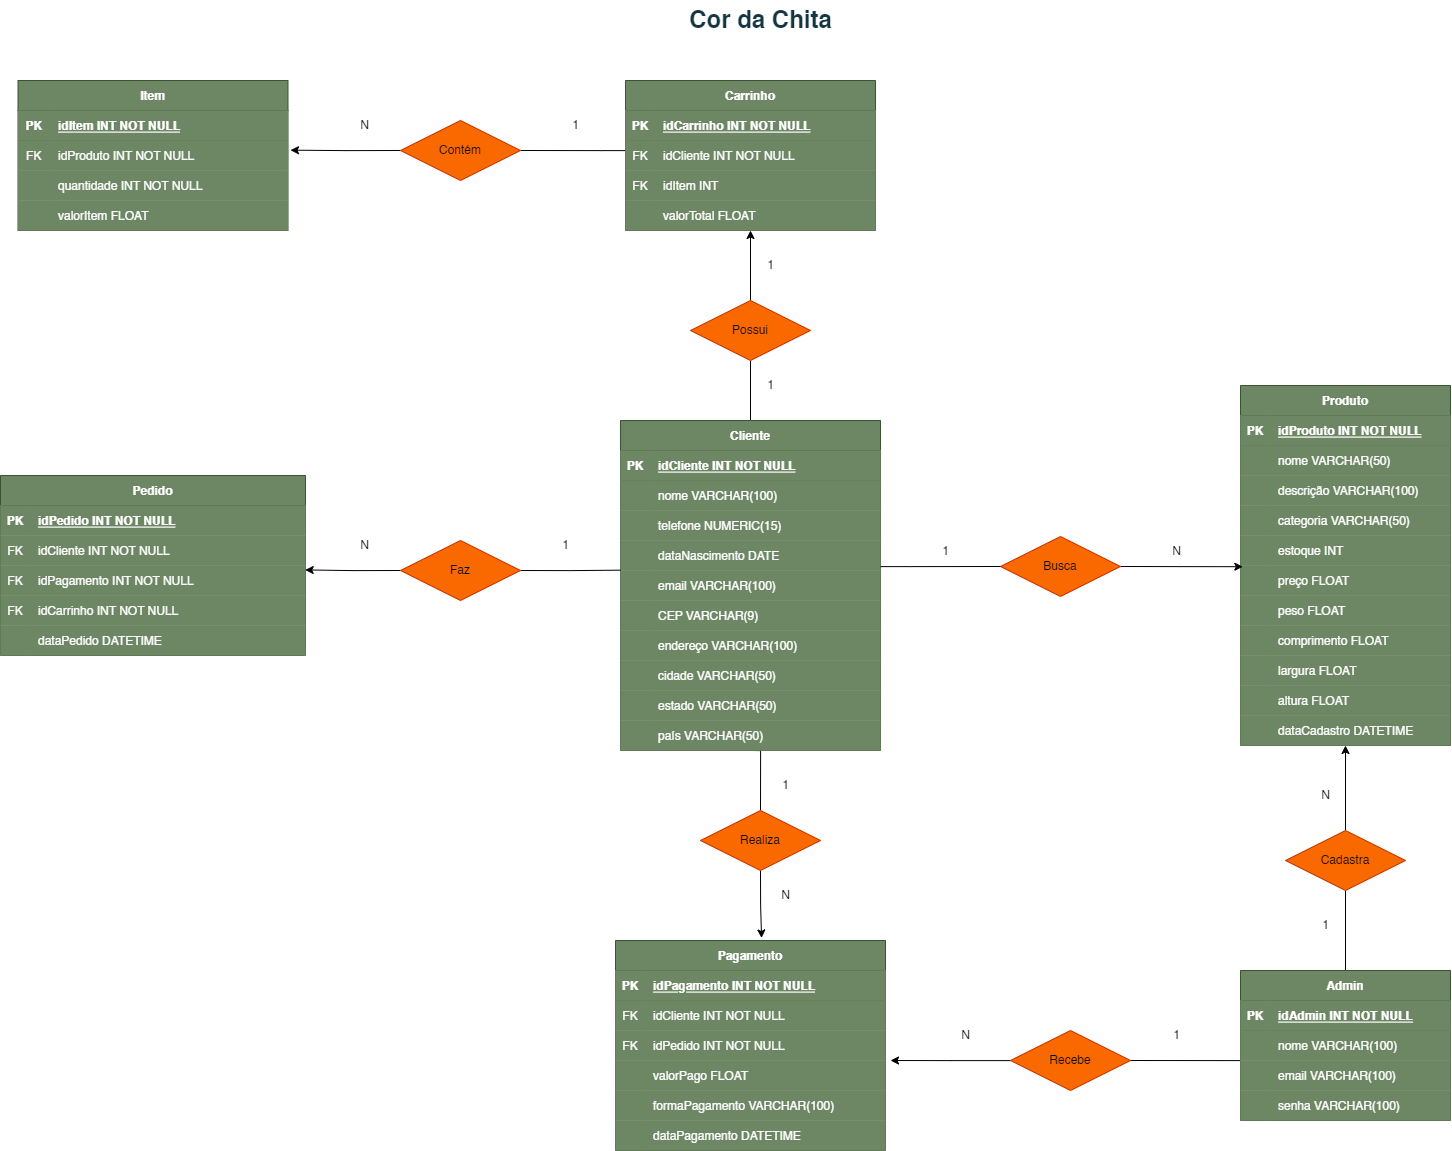 Cor da Chita
Item
PK idItem INT NOT NULL
FK idProduto INT NOT NULL
quantidade INT NOT NULL
valorItem FLOAT
N
Contém
1
Carrinho
PK idCarrinho INT NOT NULL
FK idCliente INT NOT NULL
FK idItem INT
valorTotal FLOAT
1
Possui
1
Cliente
PK idCliente INT NOT NULL
nome VARCHAR(100)
telefone NUMERIC(15)
dataNascimento DATE
email VARCHAR(100)
CEP VARCHAR(9)
endereço VARCHAR(100)
cidade VARCHAR(50)
estado VARCHAR(50)
país VARCHAR(50)
Pedido
PK idPedido INT NOT NULL
FK idCliente INT NOT NULL
FK idPagamento INT NOT NULL
FK idCarrinho INT NOT NULL
dataPedido DATETIME
N
Faz
1
1
Busca
N
Produto
PK idProduto INT NOT NULL
nome VARCHAR(50)
descrição VARCHAR(100)
categoria VARCHAR(50)
estoque INT
preço FLOAT
peso FLOAT
comprimento FLOAT
largura FLOAT
altura FLOAT
dataCadastro DATETIME
1
Realiza
N
N
Cadastra
1
Pagamento
PK idPagamento INT NOT NULL
FK idCliente INT NOT NULL
FK idPedido INT NOT NULL
valorPago FLOAT
formaPagamento VARCHAR(100)
dataPagamento DATETIME
N
Recebe
1
Admin
PK idAdmin INT NOT NULL
nome VARCHAR(100)
email VARCHAR(100)
senha VARCHAR(100)